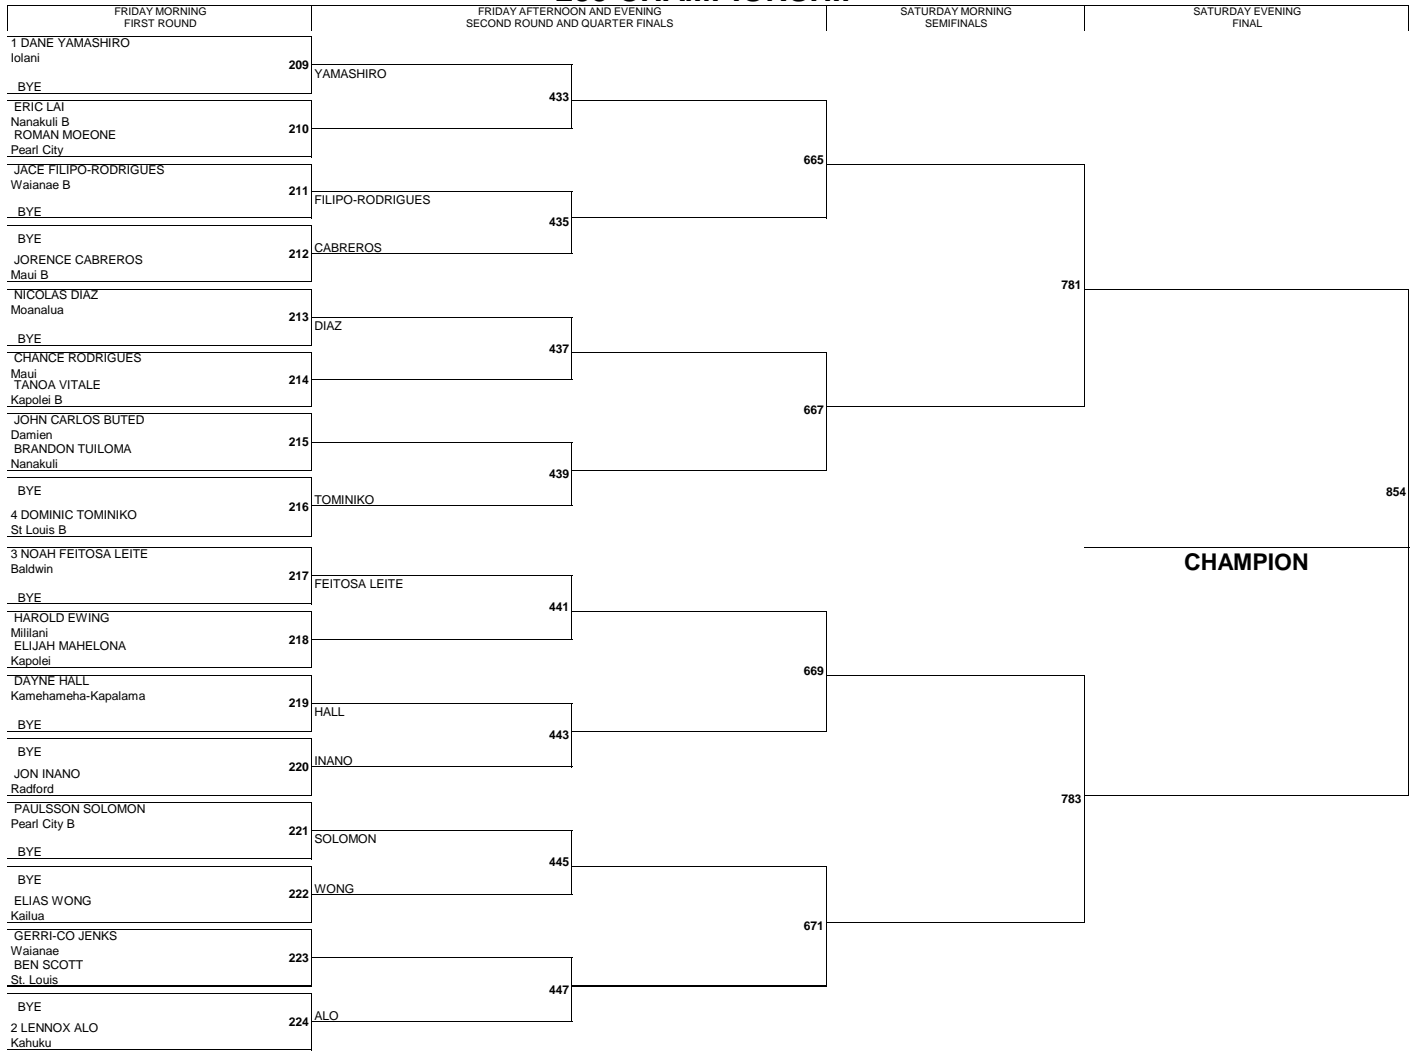 FRIDAY MORNING
FIRST ROUND
FRIDAY AFTERNOON AND EVENING
SECOND ROUND AND QUARTER FINALS
SATURDAY MORNING
SEMIFINALS
SATURDAY EVENING
FINAL
1 DANE YAMASHIRO
Iolani
209
BYE
YAMASHIRO
433
ERIC LAI
Nanakuli B
210
ROMAN MOEONE
Pearl City
665
JACE FILIPO-RODRIGUES
Waianae B
211
BYE
FILIPO-RODRIGUES
435
BYE
212
JORENCE CABREROS
Maui B
CABREROS
781
NICOLAS DIAZ
Moanalua
213
BYE
DIAZ
437
CHANCE RODRIGUES
Maui
214
TANOA VITALE
Kapolei B
667
JOHN CARLOS BUTED
Damien
215
BRANDON TUILOMA
Nanakuli
439
BYE
216
4 DOMINIC TOMINIKO
St Louis B
TOMINIKO
854
3 NOAH FEITOSA LEITE
Baldwin
217
BYE
FEITOSA LEITE
CHAMPION
441
HAROLD EWING
Mililani
218
ELIJAH MAHELONA
Kapolei
669
DAYNE HALL
Kamehameha-Kapalama
219
BYE
HALL
443
BYE
220
JON INANO
Radford
INANO
783
PAULSSON SOLOMON
Pearl City B
221
BYE
SOLOMON
445
BYE
222
ELIAS WONG
Kailua
WONG
671
GERRI-CO JENKS
Waianae
223
BEN SCOTT
St. Louis
447
BYE
224
2 LENNOX ALO
Kahuku
ALO